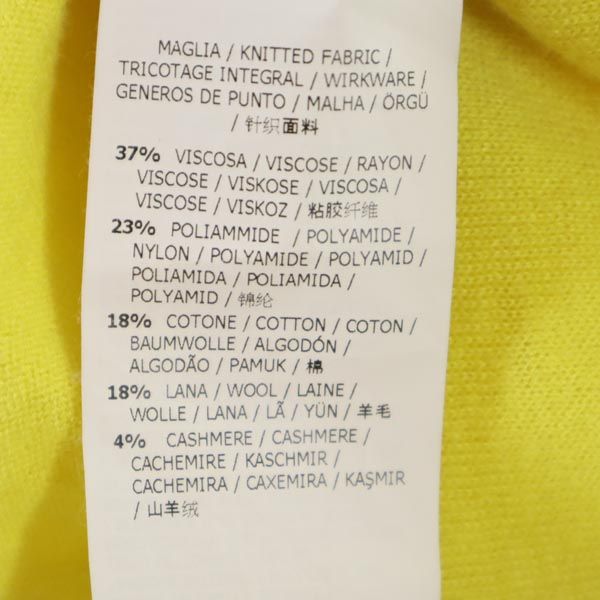 MAGLIA / KNITTED FABRIC /
TRICOTAGE INTEGRAL / WIRKWARE /
GENEROS DE PUNTO / MALHA / ÖRGÜ
/ 针织面料
37% VISCOSA / VISCOSE / RAYON /
VISCOSE / VISKOSE / VISCOSA /
VISCOSE / VISKOZ / 粘胶纤维
23% POLIAMMIDE / POLYAMIDE /
NYLON / POLYAMIDE / POLYAMID /
POLIAMIDA / POLIAMIDA /
POLYAMID / 锦纶
18% COTONE / COTTON / COTON /
BAUMWOLLE / ALGODÓN /
ALGODÃO / PAMUK / 棉
18% LANA / WOOL / LAINE /
WOLLE / LANA / LÃ / YÜN / 羊毛
4% CASHMERE / CASHMERE /
CACHEMIRE / KASCHMIR /
CACHEMIRA / CAXEMIRA / KAŞMIR
/ 山羊绒